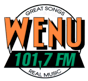 GREAT SONGS
WENU
101.7 FM
REAL MUSIC